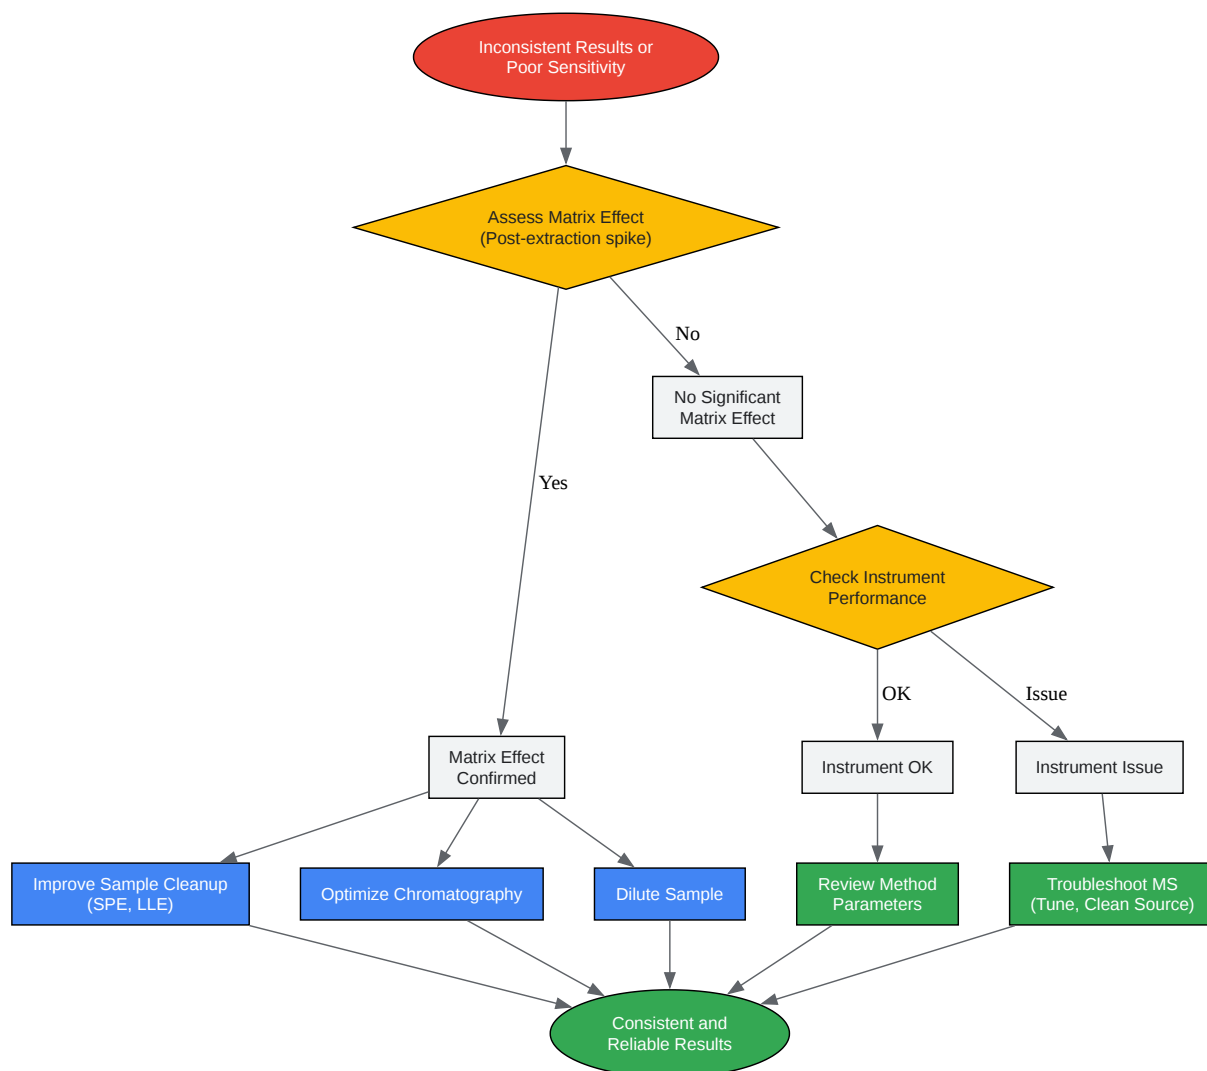 Inconsistent Results or
Poor Sensitivity
Assess Matrix Effect
(Post-extraction spike)
No
No Significant
Matrix Effect
Yes
Check Instrument
Performance
OK
Issue
Matrix Effect
Confirmed
Instrument OK
Instrument Issue
Improve Sample Cleanup
(SPE, LLE)
Optimize Chromatography
Dilute Sample
Review Method
Parameters
Troubleshoot MS
(Tune, Clean Source)
Consistent and
Reliable Results